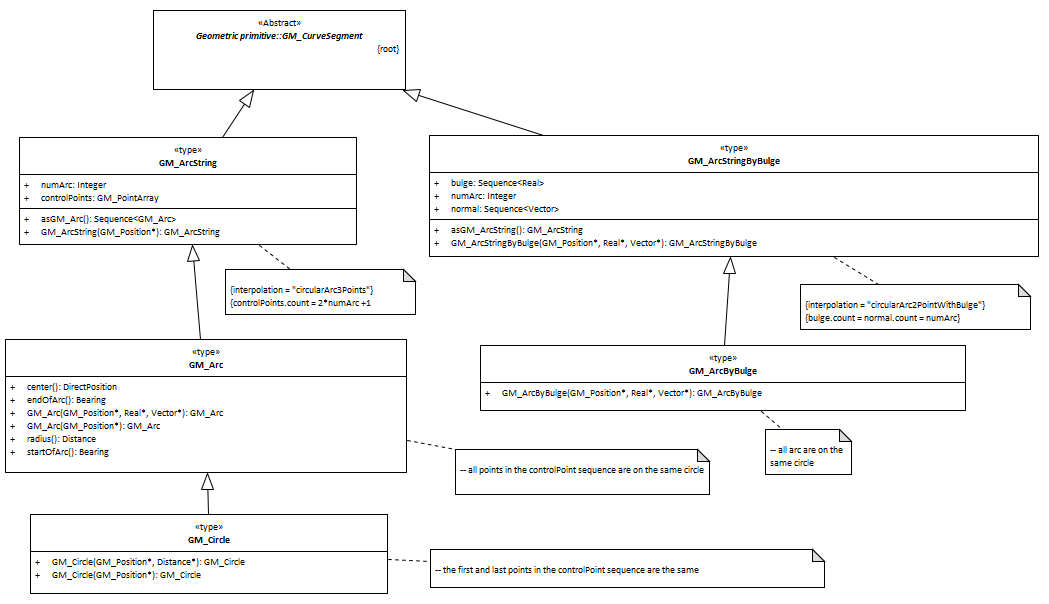 «Abstract»
Geometric primitive::GM_CurveSegment
{root}
«type»
GM_ArcString
+ numArc: Integer
+ controlPoints: GM_PointArray
+ asGM_Arc(): Sequence<GM_Arc>
+ GM_ArcString(GM_Position*): GM_ArcString
«type»
GM_ArcStringByBulge
+ bulge: Sequence<Real>
+ numArc: Integer
+ normal: Sequence<Vector>
+ asGM_ArcString(): GM_ArcString
+ GM_ArcStringByBulge(GM_Position*, Real*, Vector*): GM_ArcStringByBulge
{interpolation = "circularArc3Points"}
{controlPoints.count = 2*numArc +1
{interpolation = "circularArc2PointWithBulge"}
{bulge.count = normal.count = numArc}
«type»
GM_Arc
+ center(): DirectPosition
+ endOfArc(): Bearing
+ GM_Arc(GM_Position*, Real*, Vector*): GM_Arc
+ GM_Arc(GM_Position*): GM_Arc
+ radius(): Distance
+ startOfArc(): Bearing
«type»
GM_ArcByBulge
+ GM_ArcByBulge(GM_Position*, Real*, Vector*): GM_ArcByBulge
-- all arc are on the
same circle
-- all points in the controlPoint sequence are on the same circle
«type»
GM_Circle
+ GM_Circle(GM_Position*, Distance*): GM_Circle
+ GM_Circle(GM_Position*): GM_Circle
-- the first and last points in the controlPoint sequence are the same